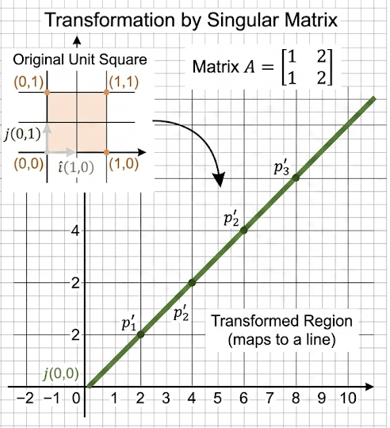 Transformation by Singular Matrix
Original Unit Square
Matrix A = [1 2
1 2]
(0,1) (1,1)
j(0,1)
(0,0) î(1,0) (1,0)
p′₃
p′₂
4
p′₂
2
p′₁
2
Transformed Region
(maps to a line)
j(0,0)
−2 −1 0 1 2 3 4 5 6 7 8 9 10